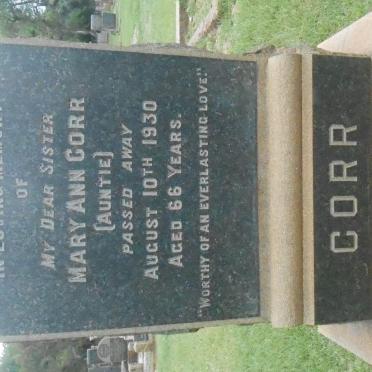 IN LOVING MEMORY
OF
MY DEAR SISTER
MARY ANN CORR
(AUNTIE)
PASSED AWAY
AUGUST 10TH 1930
AGED 66 YEARS.
"WORTHY OF AN EVERLASTING LOVE."
CORR